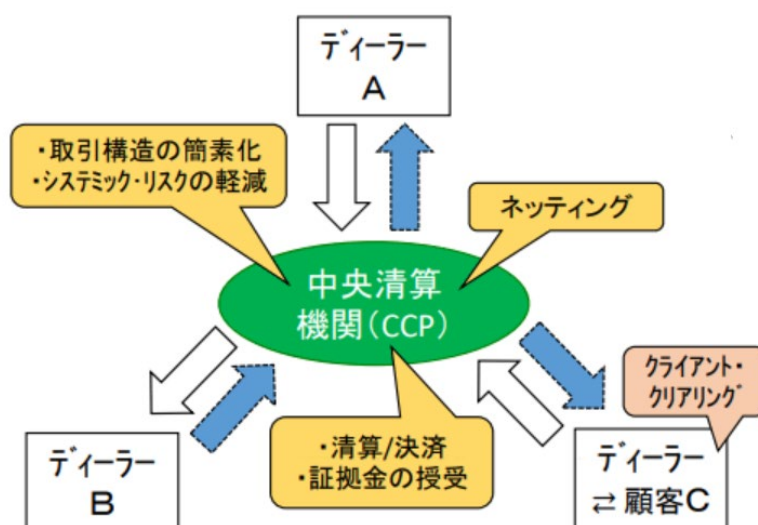 ディーラー
A
・取引構造の簡素化
・システミック・リスクの軽減
ネッティング
中央清算
機関（CCP）
クライアント・
クリアリング
・清算/決済
・証拠金の授受
ディーラー
B
ディーラー
⇄ 顧客C